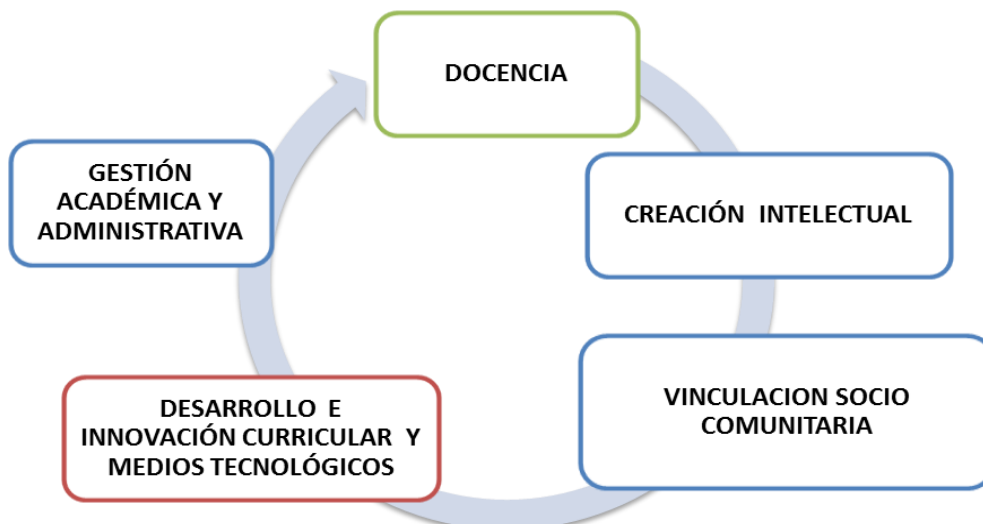 DOCENCIA
CREACIÓN INTELECTUAL
VINCULACION SOCIO
COMUNITARIA
DESARROLLO E
INNOVACIÓN CURRICULAR Y
MEDIOS TECNOLÓGICOS
GESTIÓN
ACADÉMICA Y
ADMINISTRATIVA